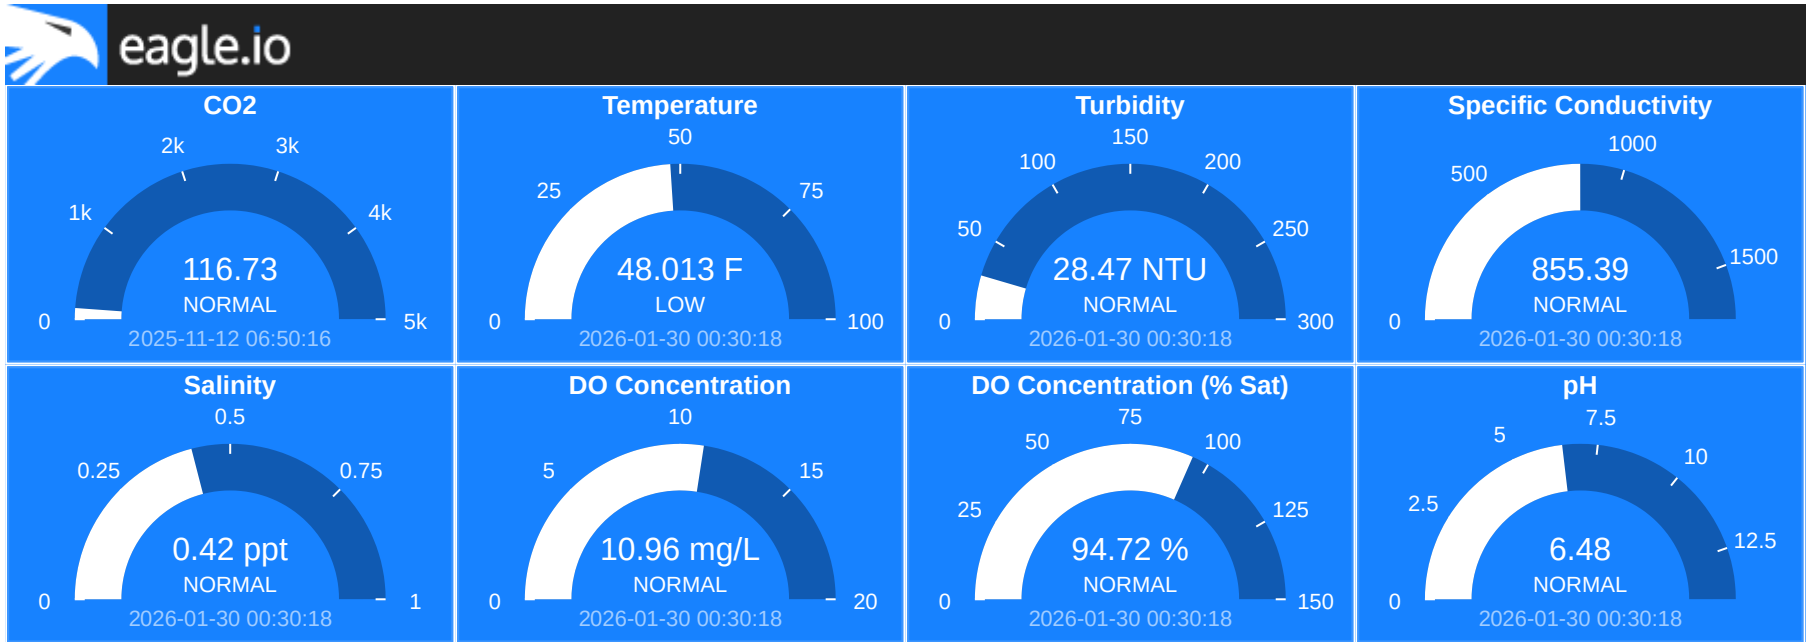 eagle.io
CO2
0
1k
2k
3k
4k
5k
116.73
NORMAL
2025-11-12 06:50:16
Temperature
0
25
50
75
100
48.013 F
LOW
2026-01-30 00:30:18
Turbidity
0
50
100
150
200
250
300
28.47 NTU
NORMAL
2026-01-30 00:30:18
Specific Conductivity
0
500
1000
1500
855.39
NORMAL
2026-01-30 00:30:18
Salinity
0
0.25
0.5
0.75
1
0.42 ppt
NORMAL
2026-01-30 00:30:18
DO Concentration
0
5
10
15
20
10.96 mg/L
NORMAL
2026-01-30 00:30:18
DO Concentration (% Sat)
0
25
50
75
100
125
150
94.72 %
NORMAL
2026-01-30 00:30:18
pH
0
2.5
5
7.5
10
12.5
6.48
NORMAL
2026-01-30 00:30:18